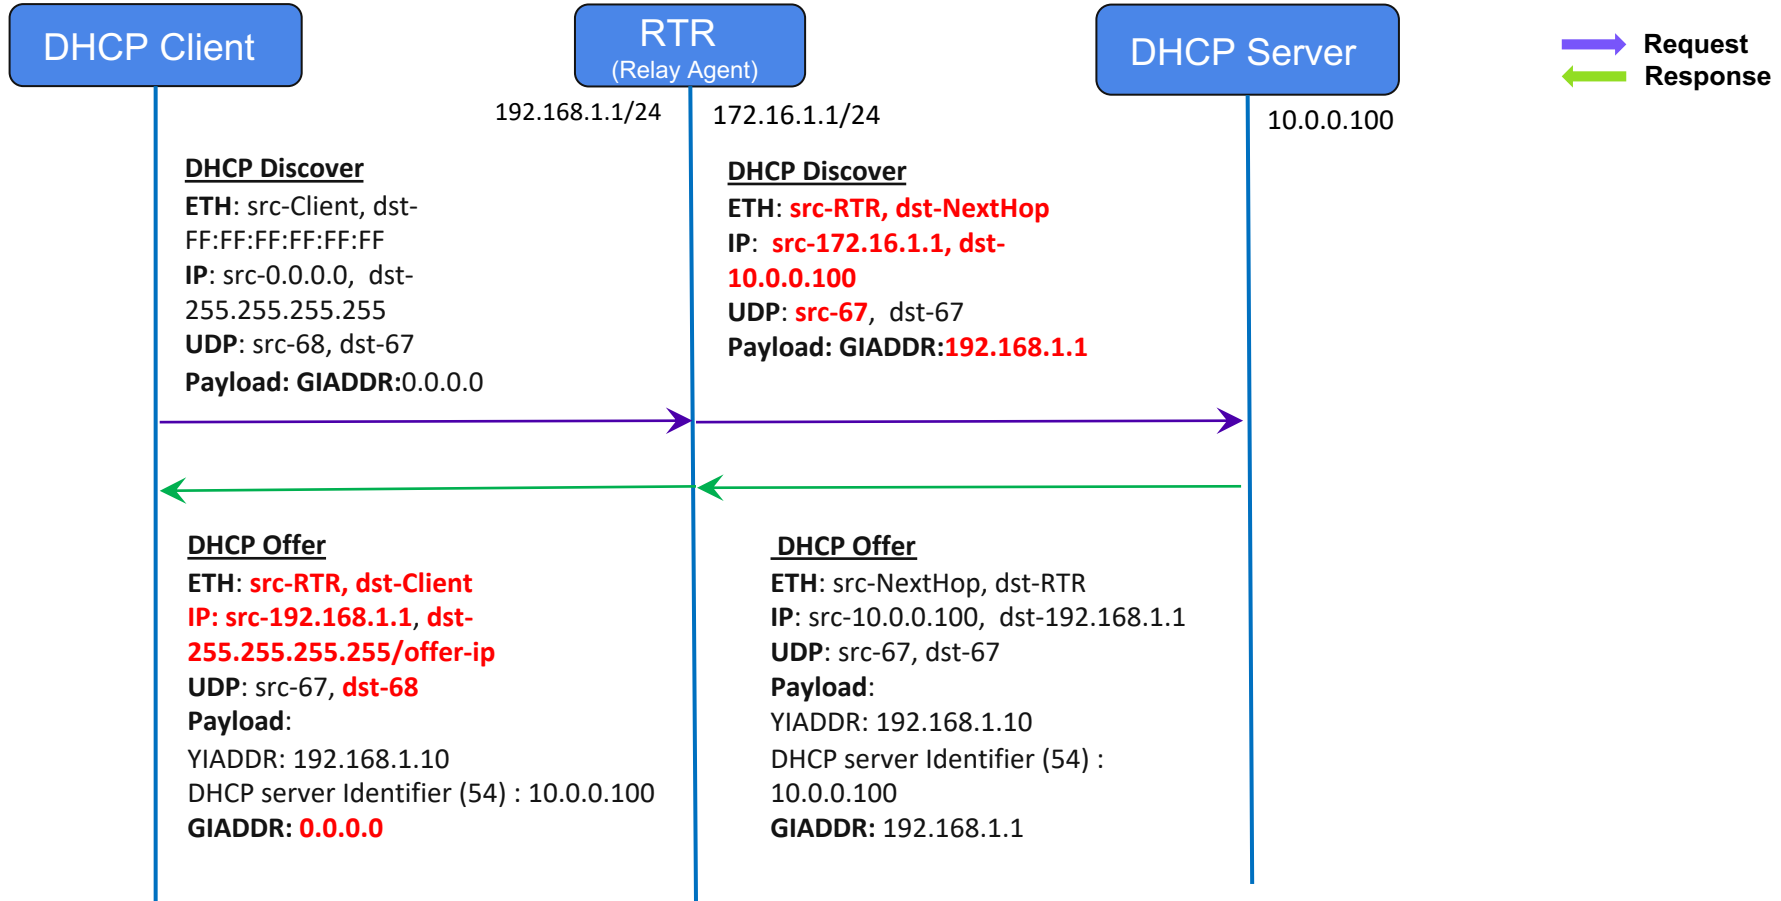 DHCP Client
RTR
(Relay Agent)
DHCP Server
Request
Response
192.168.1.1/24
172.16.1.1/24
10.0.0.100
DHCP Discover
ETH: src-Client, dst-
FF:FF:FF:FF:FF:FF
IP: src-0.0.0.0, dst-
255.255.255.255
UDP: src-68, dst-67
Payload: GIADDR:0.0.0.0
DHCP Discover
ETH: src-RTR, dst-NextHop
IP: src-172.16.1.1, dst-
10.0.0.100
UDP: src-67, dst-67
Payload: GIADDR:192.168.1.1
DHCP Offer
ETH: src-RTR, dst-Client
IP: src-192.168.1.1, dst-
255.255.255.255/offer-ip
UDP: src-67, dst-68
Payload:
YIADDR: 192.168.1.10
DHCP server Identifier (54) : 10.0.0.100
GIADDR: 0.0.0.0
DHCP Offer
ETH: src-NextHop, dst-RTR
IP: src-10.0.0.100, dst-192.168.1.1
UDP: src-67, dst-67
Payload:
YIADDR: 192.168.1.10
DHCP server Identifier (54) :
10.0.0.100
GIADDR: 192.168.1.1